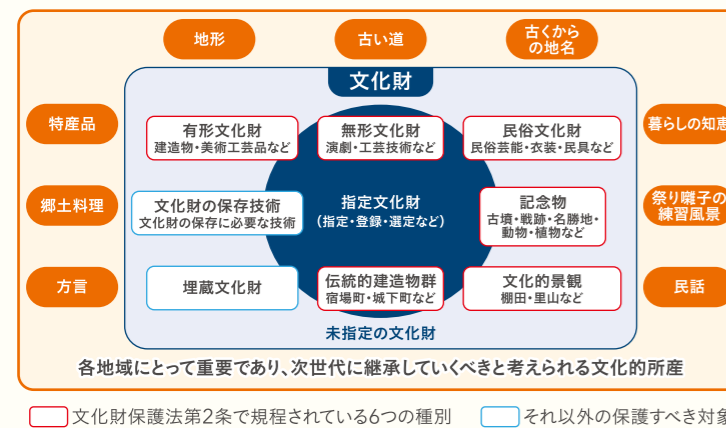 地形
古い道
古くから
の地名
文化財
特産品
有形文化財
建造物・美術工芸品など
無形文化財
演劇・工芸技術など
民俗文化財
民俗芸能・衣装・民具など
暮らしの知恵
郷土料理
文化財の保存技術
文化財の保存に必要な技術
指定文化財
(指定・登録・選定など)
記念物
古墳・戦跡・名勝地・
動物・植物など
祭り囃子の
練習風景
方言
埋蔵文化財
伝統的建造物群
宿場町・城下町など
文化的景観
棚田・里山など
民話
未指定の文化財
各地域にとって重要であり、次世代に継承していくべきと考えられる文化的所産
文化財保護法第2条で規程されている6つの種別
それ以外の保護すべき対象